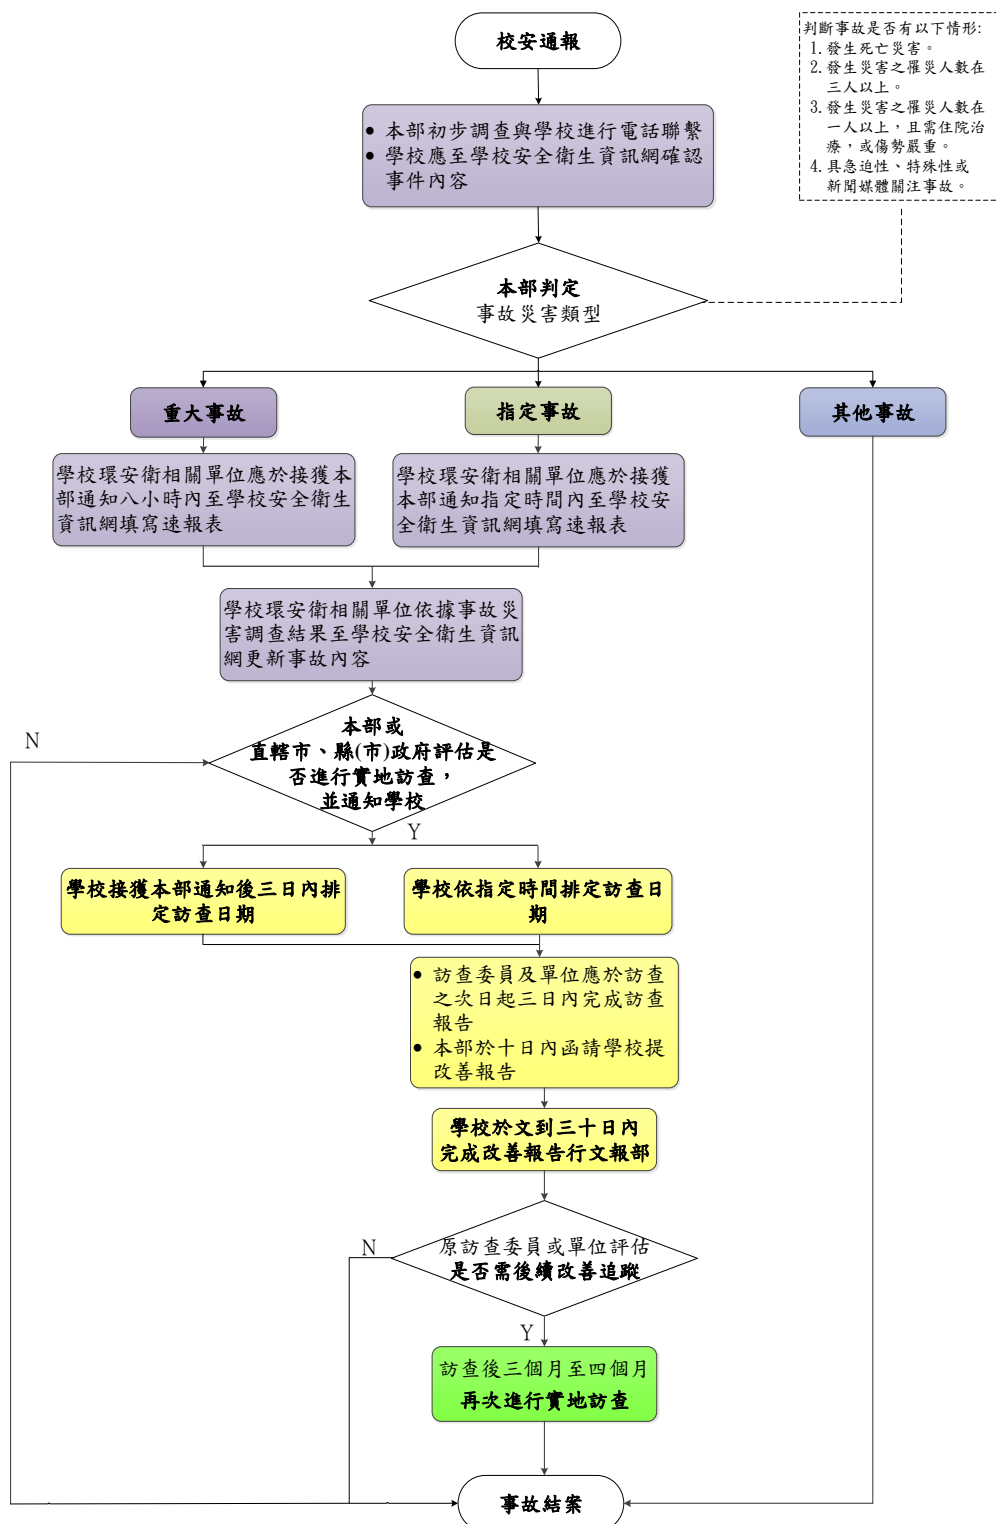 校安通報
判斷事故是否有以下情形:
1. 發生死亡災害。
2. 發生災害之罹災人數在
三人以上。
3. 發生災害之罹災人數在
一人以上，且需住院治
療，或傷勢嚴重。
4. 具急迫性、特殊性或
新聞媒體關注事故。
● 本部初步調查與學校進行電話聯繫
● 學校應至學校安全衛生資訊網確認
事件內容
本部判定
事故災害類型
重大事故
指定事故
其他事故
學校環安衛相關單位應於接獲本
部通知八小時內至學校安全衛生
資訊網填寫速報表
學校環安衛相關單位應於接獲
本部通知指定時間內至學校安
全衛生資訊網填寫速報表
學校環安衛相關單位依據事故災
害調查結果至學校安全衛生資訊
網更新事故內容
本部或
直轄市、縣(市)政府評估是
否進行實地訪查，
並通知學校
N
Y
學校接獲本部通知後三日內排
定訪查日期
學校依指定時間排定訪查日
期
● 訪查委員及單位應於訪查
之次日起三日內完成訪查
報告
● 本部於十日內函請學校提
改善報告
學校於文到三十日內
完成改善報告行文報部
原訪查委員或單位評估
是否需後續改善追蹤
N
Y
訪查後三個月至四個月
再次進行實地訪查
事故結案